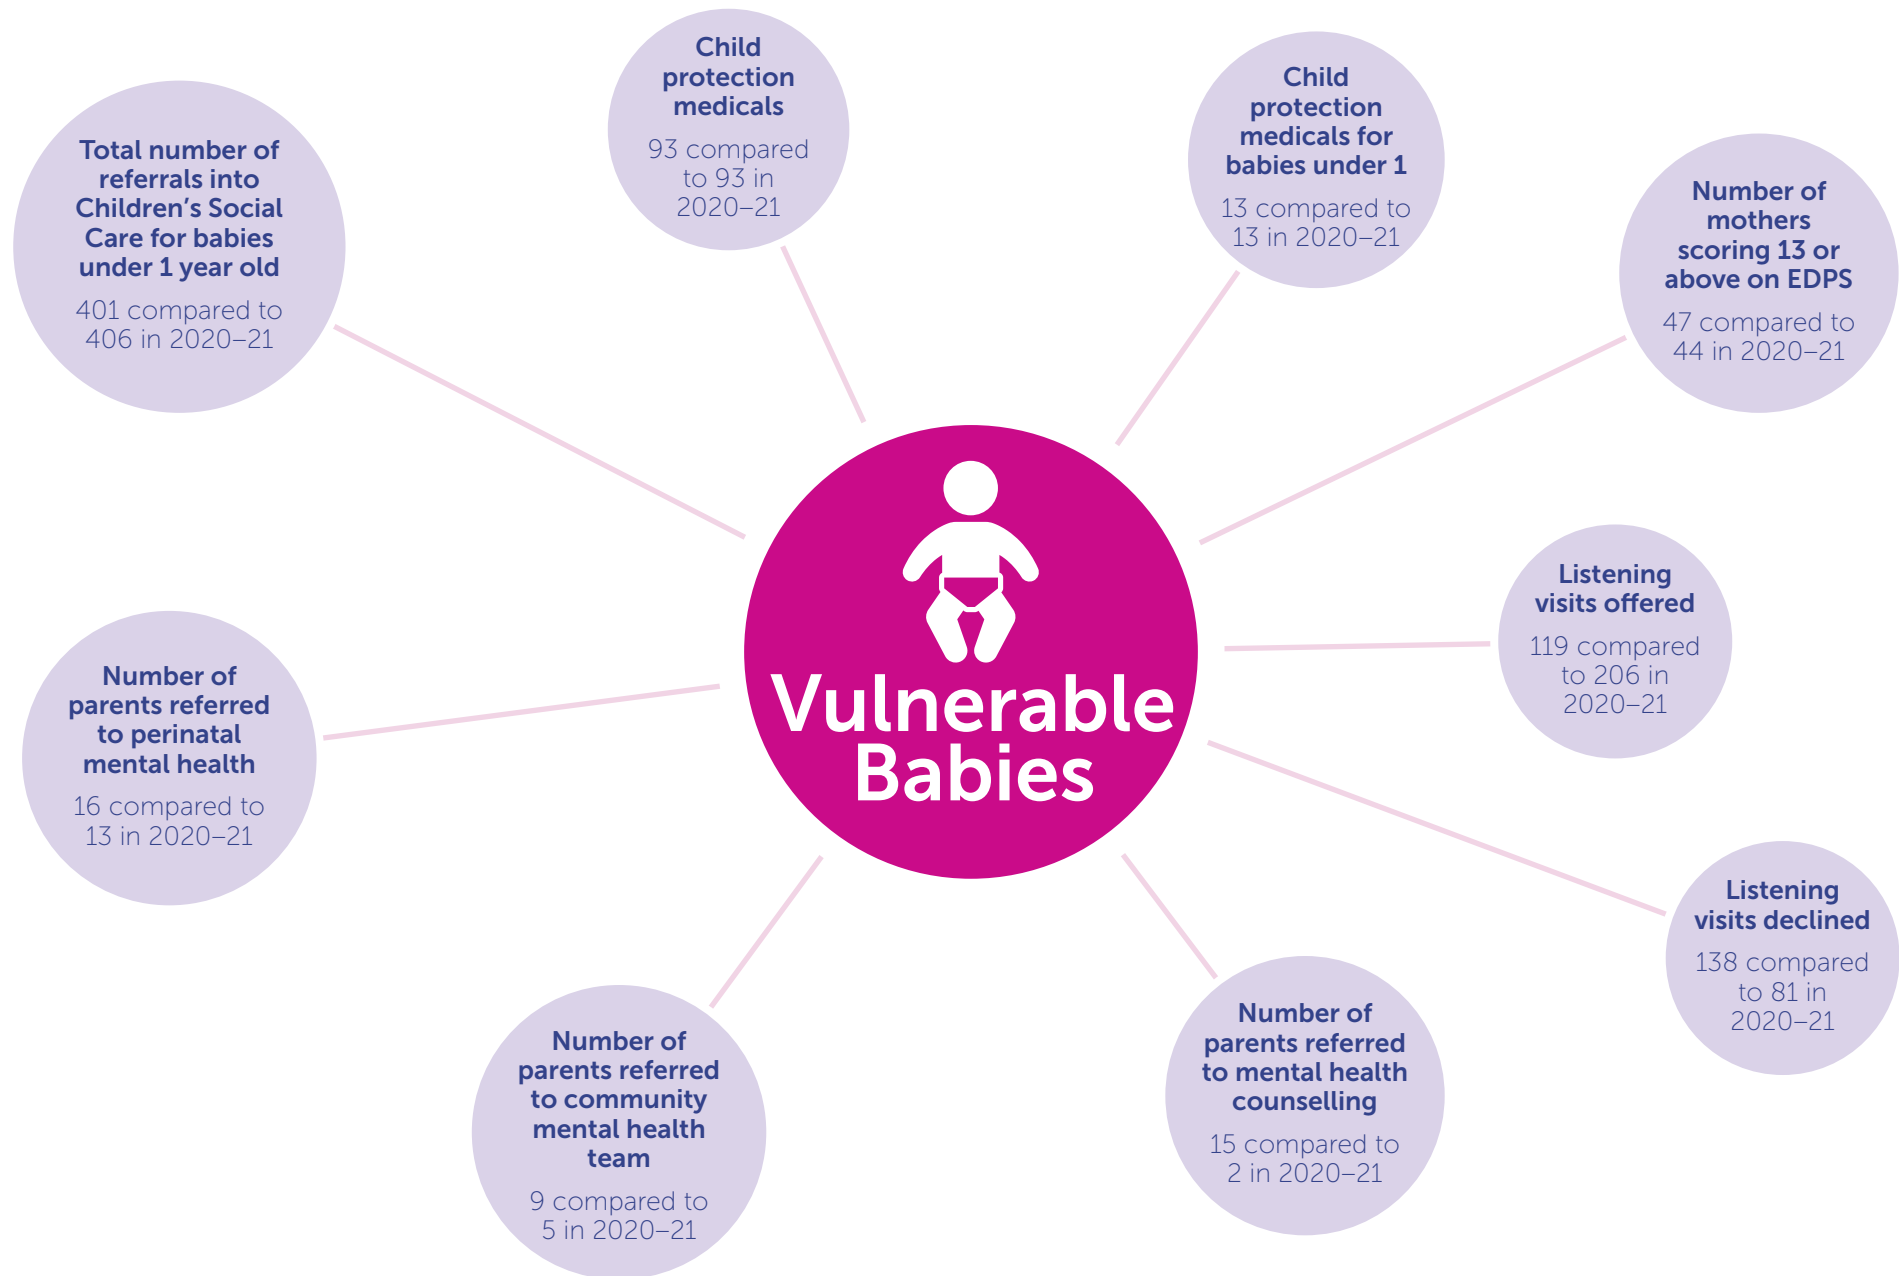 Child
protection
medicals
93 compared
to 93 in
2020–21
Child
protection
medicals for
babies under 1
13 compared to
13 in 2020–21
Total number of
referrals into
Children's Social
Care for babies
under 1 year old
401 compared to
406 in 2020–21
Number of
mothers
scoring 13 or
above on EDPS
47 compared to
44 in 2020–21
Listening
visits offered
119 compared
to 206 in
2020–21
Vulnerable
Babies
Number of
parents referred
to perinatal
mental health
16 compared to
13 in 2020–21
Listening
visits declined
138 compared
to 81 in
2020–21
Number of
parents referred
to community
mental health
team
9 compared to
5 in 2020–21
Number of
parents referred
to mental health
counselling
15 compared to
2 in 2020–21